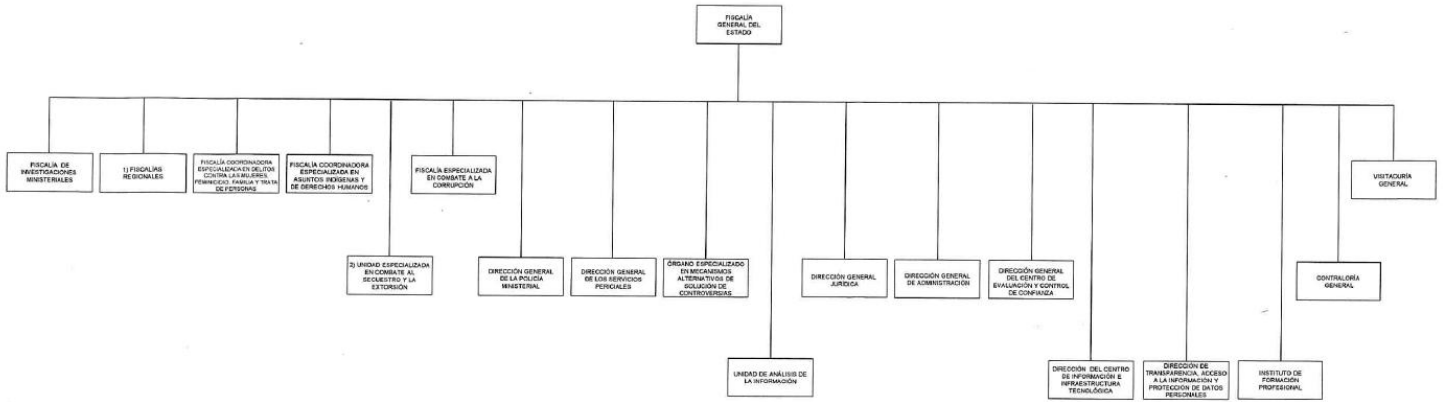 FISCALÍA
GENERAL DEL
ESTADO
FISCALÍA DE
INVESTIGACIONES
MINISTERIALES
1) FISCALÍAS
REGIONALES
FISCALÍA COORDINADORA
ESPECIALIZADA EN DELITOS
CONTRA LAS MUJERES,
FEMINICIDIO, FAMILIA Y TRATA
DE PERSONAS
FISCALÍA COORDINADORA
ESPECIALIZADA EN
ASUNTOS INDÍGENAS Y
DE DERECHOS HUMANOS
FISCALÍA ESPECIALIZADA
EN COMBATE A LA
CORRUPCIÓN
VISITADURÍA
GENERAL
2) UNIDAD ESPECIALIZADA
EN COMBATE AL
SECUESTRO Y LA
EXTORSIÓN
DIRECCIÓN GENERAL
DE LA POLICÍA
MINISTERIAL
DIRECCIÓN GENERAL
DE LOS SERVICIOS
PERICIALES
ÓRGANO ESPECIALIZADO
EN MECANISMOS
ALTERNATIVOS DE
SOLUCIÓN DE
CONTROVERSIAS
DIRECCIÓN GENERAL
JURÍDICA
DIRECCIÓN GENERAL
DE ADMINISTRACIÓN
DIRECCIÓN GENERAL
DEL CENTRO DE
EVALUACIÓN Y CONTROL
DE CONFIANZA
CONTRALORÍA
GENERAL
UNIDAD DE ANÁLISIS DE
LA INFORMACIÓN
DIRECCIÓN DEL CENTRO
DE INFORMACIÓN E
INFRAESTRUCTURA
TECNOLÓGICA
DIRECCIÓN DE
TRANSPARENCIA, ACCESO
A LA INFORMACIÓN Y
PROTECCIÓN DE DATOS
PERSONALES
INSTITUTO DE
FORMACIÓN
PROFESIONAL